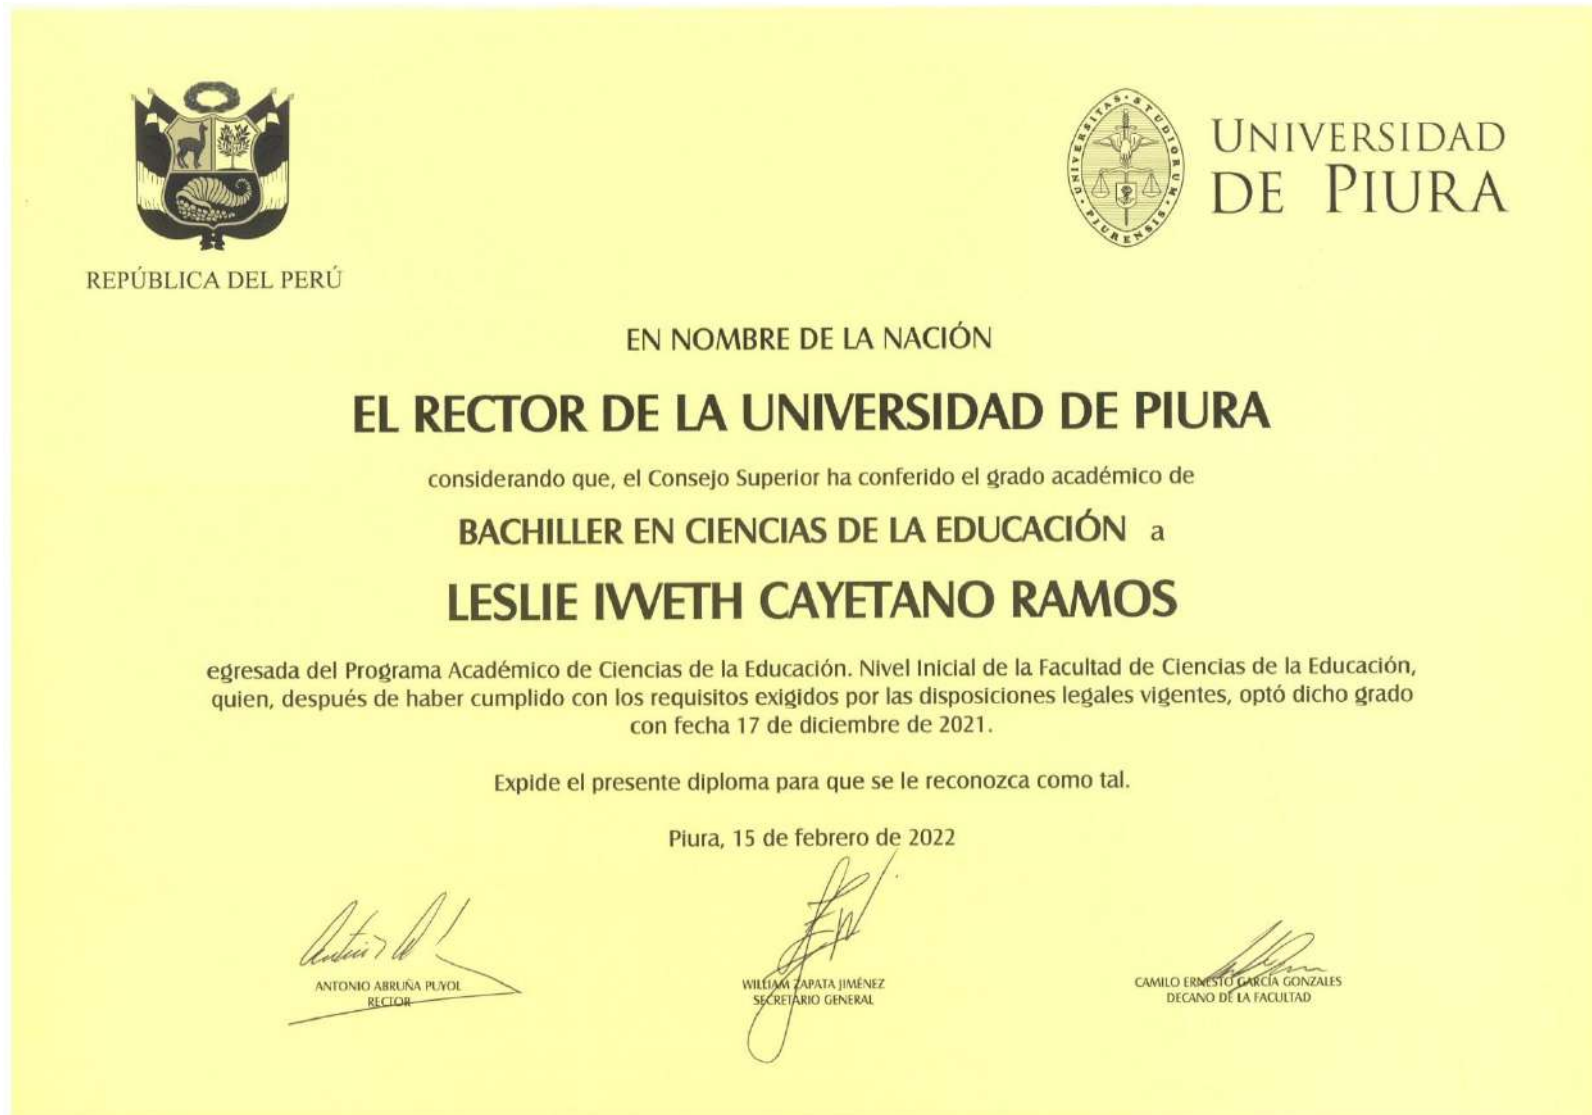 REPÚBLICA DEL PERÚ
UNIVERSITAS · STUDIORUM · PIURENSIS
UNIVERSIDAD
DE PIURA
EN NOMBRE DE LA NACIÓN
EL RECTOR DE LA UNIVERSIDAD DE PIURA
considerando que, el Consejo Superior ha conferido el grado académico de
BACHILLER EN CIENCIAS DE LA EDUCACIÓN a
LESLIE IVVETH CAYETANO RAMOS
egresada del Programa Académico de Ciencias de la Educación. Nivel Inicial de la Facultad de Ciencias de la Educación,
quien, después de haber cumplido con los requisitos exigidos por las disposiciones legales vigentes, optó dicho grado
con fecha 17 de diciembre de 2021.
Expide el presente diploma para que se le reconozca como tal.
Piura, 15 de febrero de 2022
ANTONIO ABRUÑA PUYOL
RECTOR
WILLIAM ZAPATA JIMÉNEZ
SECRETARIO GENERAL
CAMILO ERNESTO GARCÍA GONZALES
DECANO DE LA FACULTAD